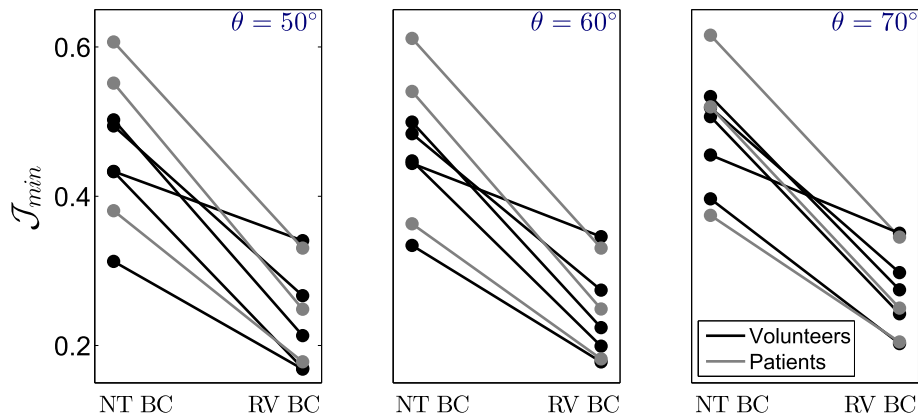 θ = 50°
θ = 60°
θ = 70°
0.6
0.4
0.2
𝒥min
Volunteers
Patients
NT BC RV BC
NT BC RV BC
NT BC RV BC